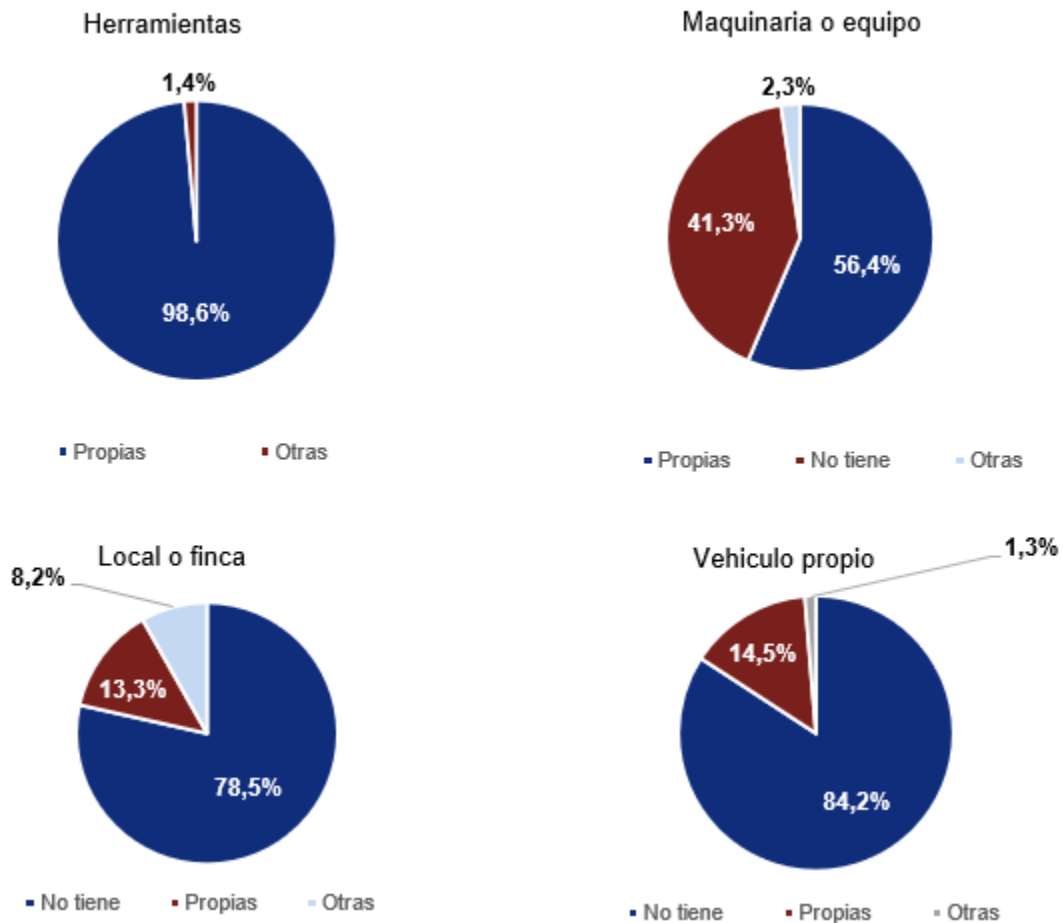 Herramientas
1,4%
98,6%
Propias Otras
Maquinaria o equipo
2,3%
41,3%
56,4%
Propias No tiene Otras
Local o finca
8,2%
13,3%
78,5%
No tiene Propias Otras
Vehiculo propio
1,3%
14,5%
84,2%
No tiene Propias Otras